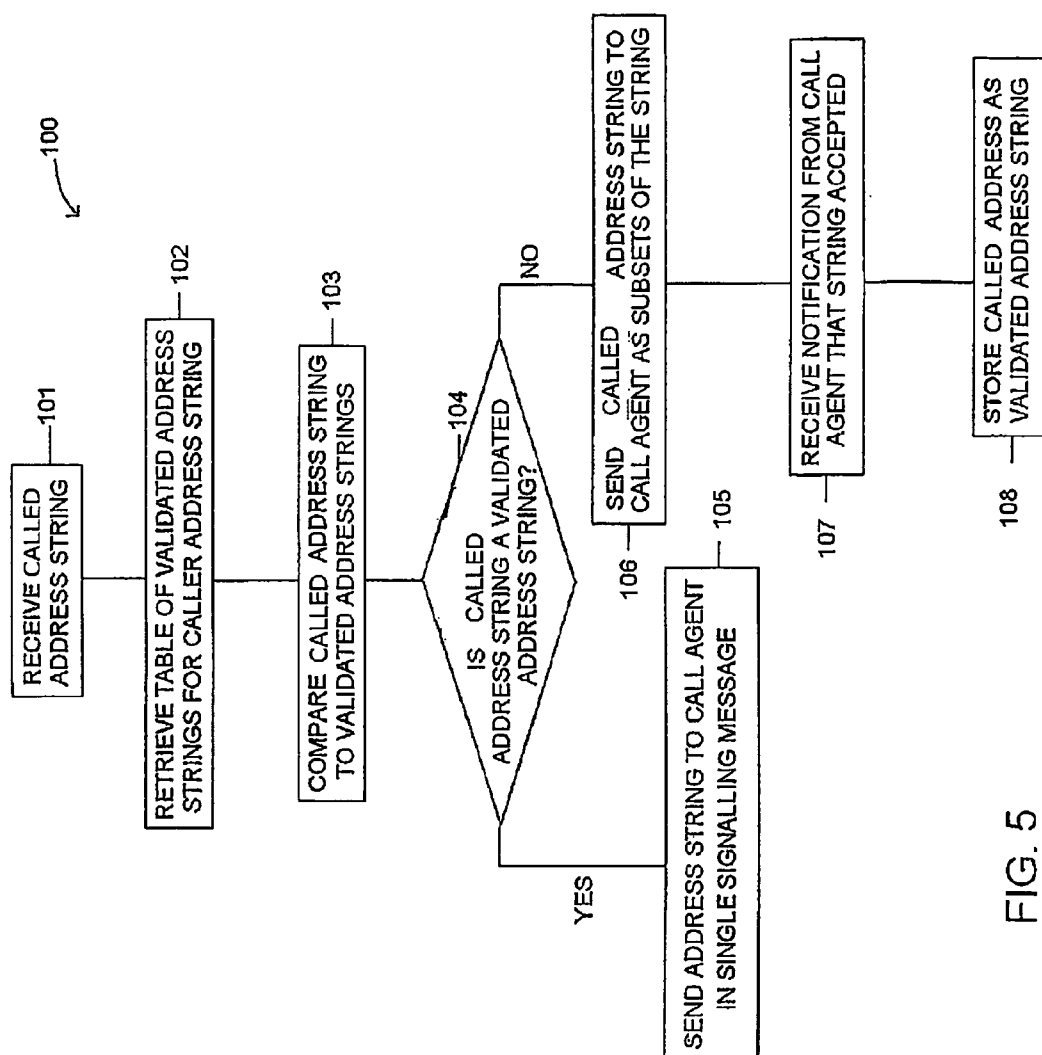 100
RECEIVE CALLED
ADDRESS STRING
101
RETRIEVE TABLE OF VALIDATED ADDRESS
STRINGS FOR CALLER ADDRESS STRING
102
COMPARE CALLED ADDRESS STRING
TO VALIDATED ADDRESS STRINGS
103
IS CALLED
ADDRESS STRING A VALIDATED
ADDRESS STRING?
104
YES
NO
SEND ADDRESS STRING TO CALL AGENT
IN SINGLE SIGNALLING MESSAGE
105
SEND CALLED ADDRESS STRING TO
CALL AGENT AS SUBSETS OF THE STRING
106
RECEIVE NOTIFICATION FROM CALL
AGENT THAT STRING ACCEPTED
107
STORE CALLED ADDRESS AS
VALIDATED ADDRESS STRING
108
FIG. 5